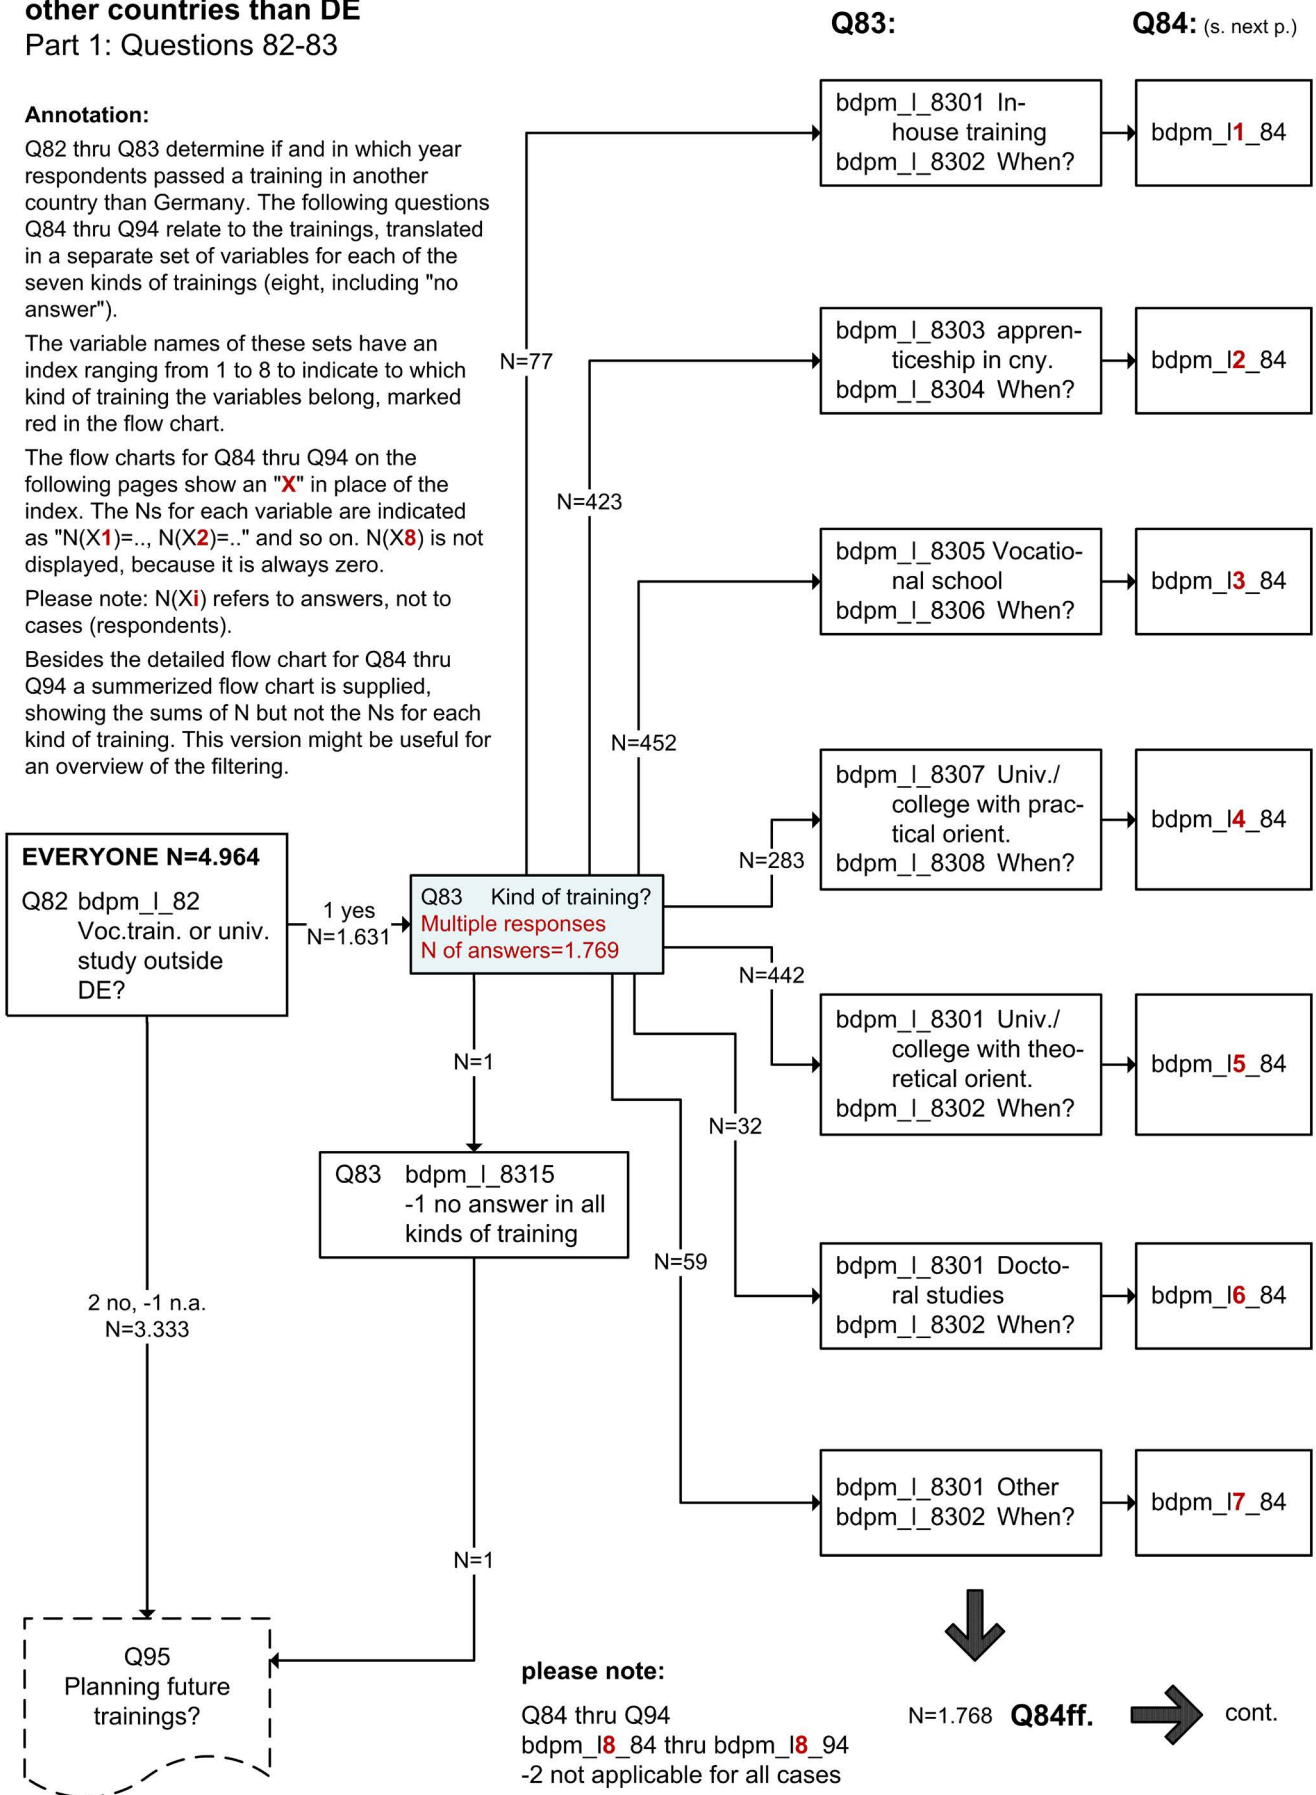 other countries than DE
Part 1: Questions 82-83
Annotation:
Q82 thru Q83 determine if and in which year
respondents passed a training in another
country than Germany. The following questions
Q84 thru Q94 relate to the trainings, translated
in a separate set of variables for each of the
seven kinds of trainings (eight, including "no
answer").
The variable names of these sets have an
index ranging from 1 to 8 to indicate to which
kind of training the variables belong, marked
red in the flow chart.
The flow charts for Q84 thru Q94 on the
following pages show an "X" in place of the
index. The Ns for each variable are indicated
as "N(X1)=.., N(X2)=.." and so on. N(X8) is not
displayed, because it is always zero.
Please note: N(Xi) refers to answers, not to
cases (respondents).
Besides the detailed flow chart for Q84 thru
Q94 a summerized flow chart is supplied,
showing the sums of N but not the Ns for each
kind of training. This version might be useful for
an overview of the filtering.
EVERYONE N=4.964
Q82 bdpm_l_82
Voc.train. or univ.
study outside
DE?
1 yes
N=1.631
Q83 Kind of training?
Multiple responses
N of answers=1.769
N=77
N=423
N=452
N=283
N=442
N=32
N=59
N=1
Q83 bdpm_l_8315
-1 no answer in all
kinds of training
N=1
2 no, -1 n.a.
N=3.333
Q95
Planning future
trainings?
Q83:
Q84: (s. next p.)
bdpm_l_8301 In-
house training
bdpm_l_8302 When?
bdpm_l1_84
bdpm_l_8303 appren-
ticeship in cny.
bdpm_l_8304 When?
bdpm_l2_84
bdpm_l_8305 Vocatio-
nal school
bdpm_l_8306 When?
bdpm_l3_84
bdpm_l_8307 Univ./
college with prac-
tical orient.
bdpm_l_8308 When?
bdpm_l4_84
bdpm_l_8301 Univ./
college with theo-
retical orient.
bdpm_l_8302 When?
bdpm_l5_84
bdpm_l_8301 Docto-
ral studies
bdpm_l_8302 When?
bdpm_l6_84
bdpm_l_8301 Other
bdpm_l_8302 When?
bdpm_l7_84
please note:
Q84 thru Q94
bdpm_l8_84 thru bdpm_l8_94
-2 not applicable for all cases
N=1.768 Q84ff.
cont.